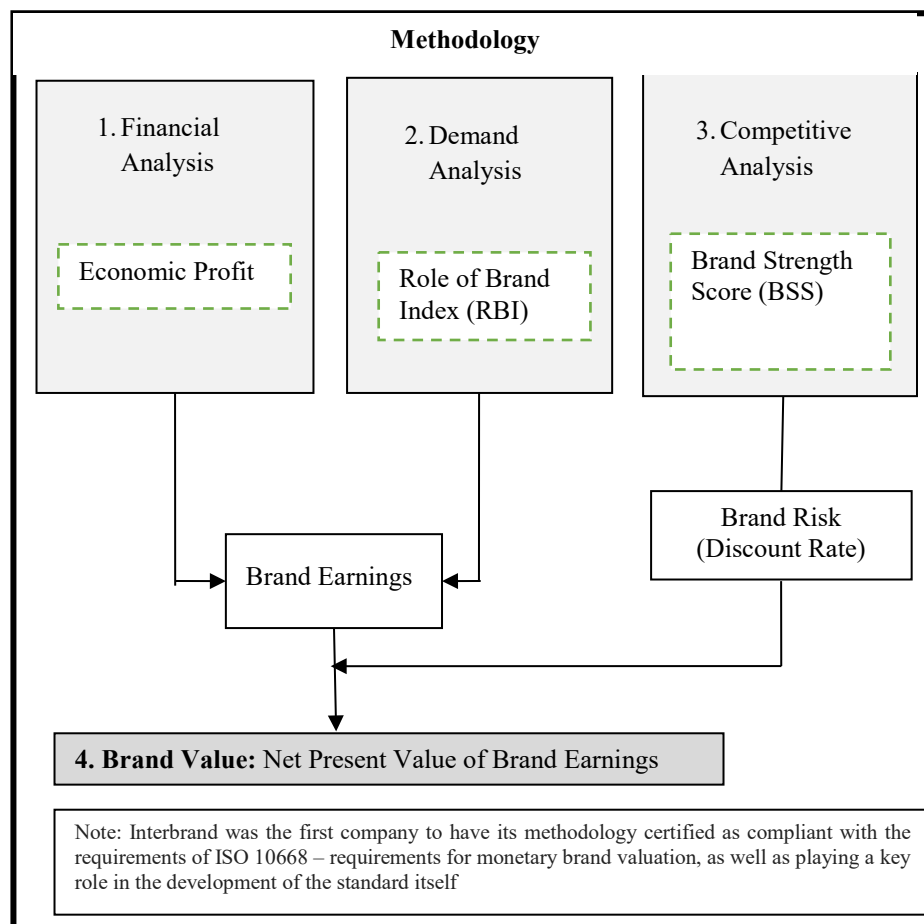 Methodology
1. Financial
Analysis
Economic Profit
2. Demand
Analysis
Role of Brand
Index (RBI)
3. Competitive
Analysis
Brand Strength
Score (BSS)
Brand Risk
(Discount Rate)
Brand Earnings
4. Brand Value: Net Present Value of Brand Earnings
Note: Interbrand was the first company to have its methodology certified as compliant with the
requirements of ISO 10668 – requirements for monetary brand valuation, as well as playing a key
role in the development of the standard itself